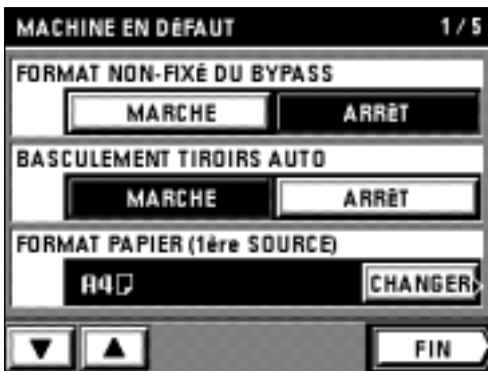 MACHINE EN DéFAUT 1/5
FORMAT NON-FIXé DU BYPASS
MARCHE ARRêT
BASCULEMENT TIROIRS AUTO
MARCHE ARRêT
FORMAT PAPIER (1ère SOURCE)
A4 CHANGER
▼ ▲ FIN